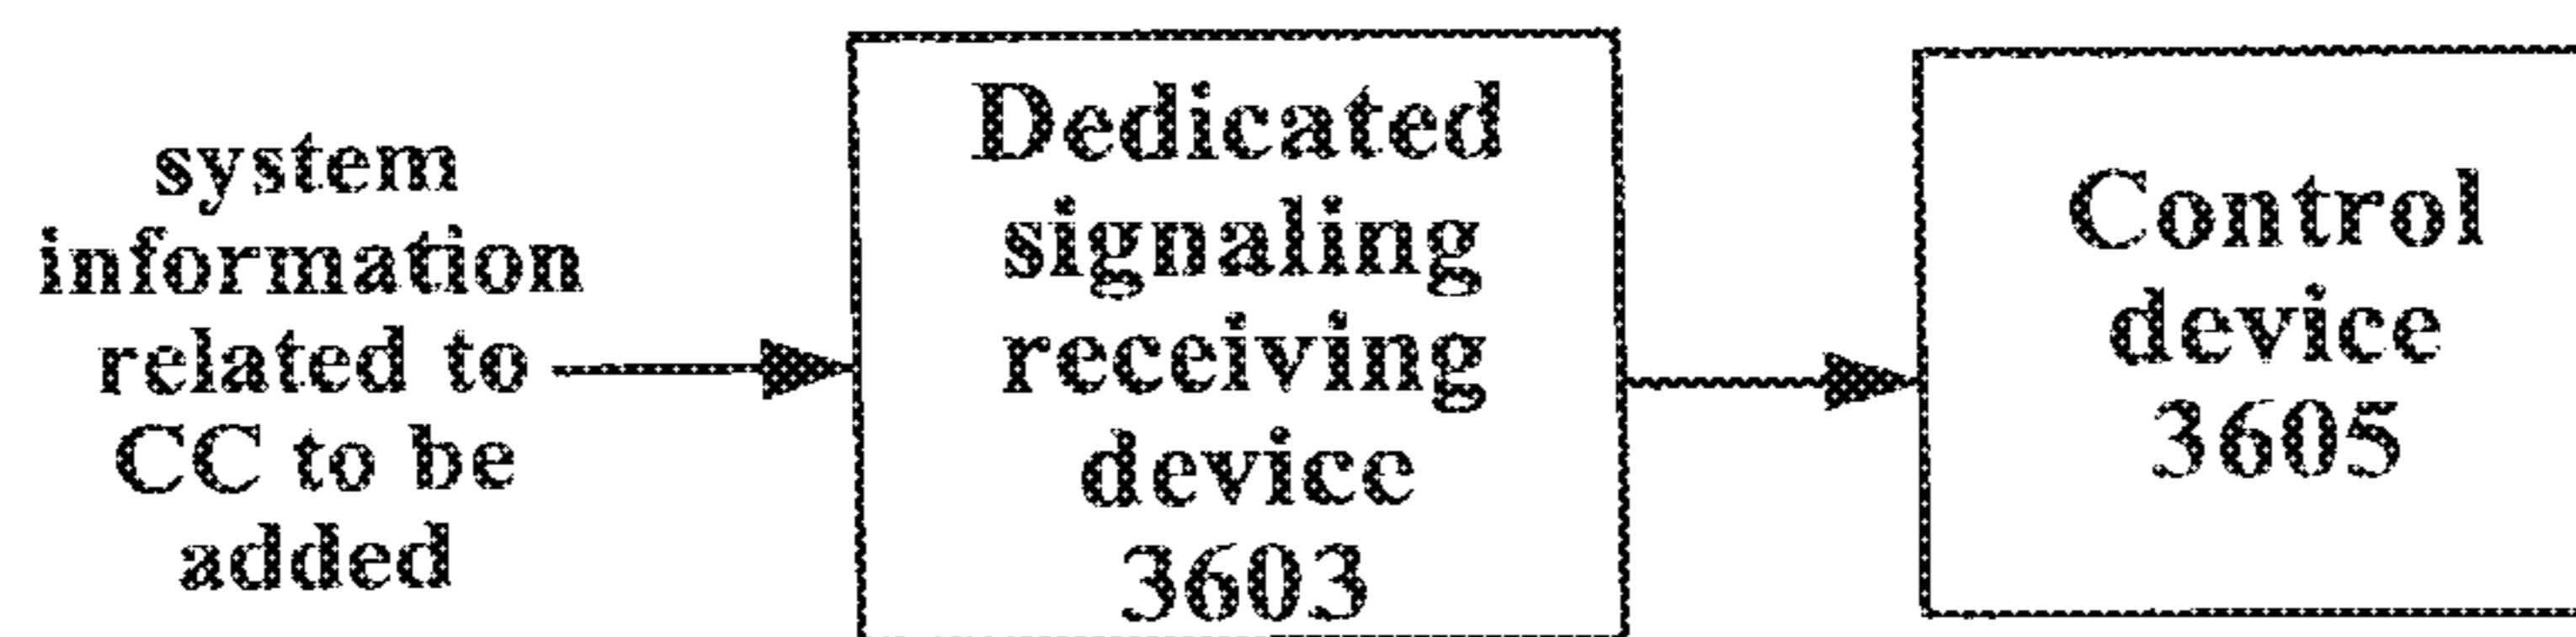 system
information
related to
CC to be
added
Dedicated
signaling
receiving
device
3603
Control
device
3605